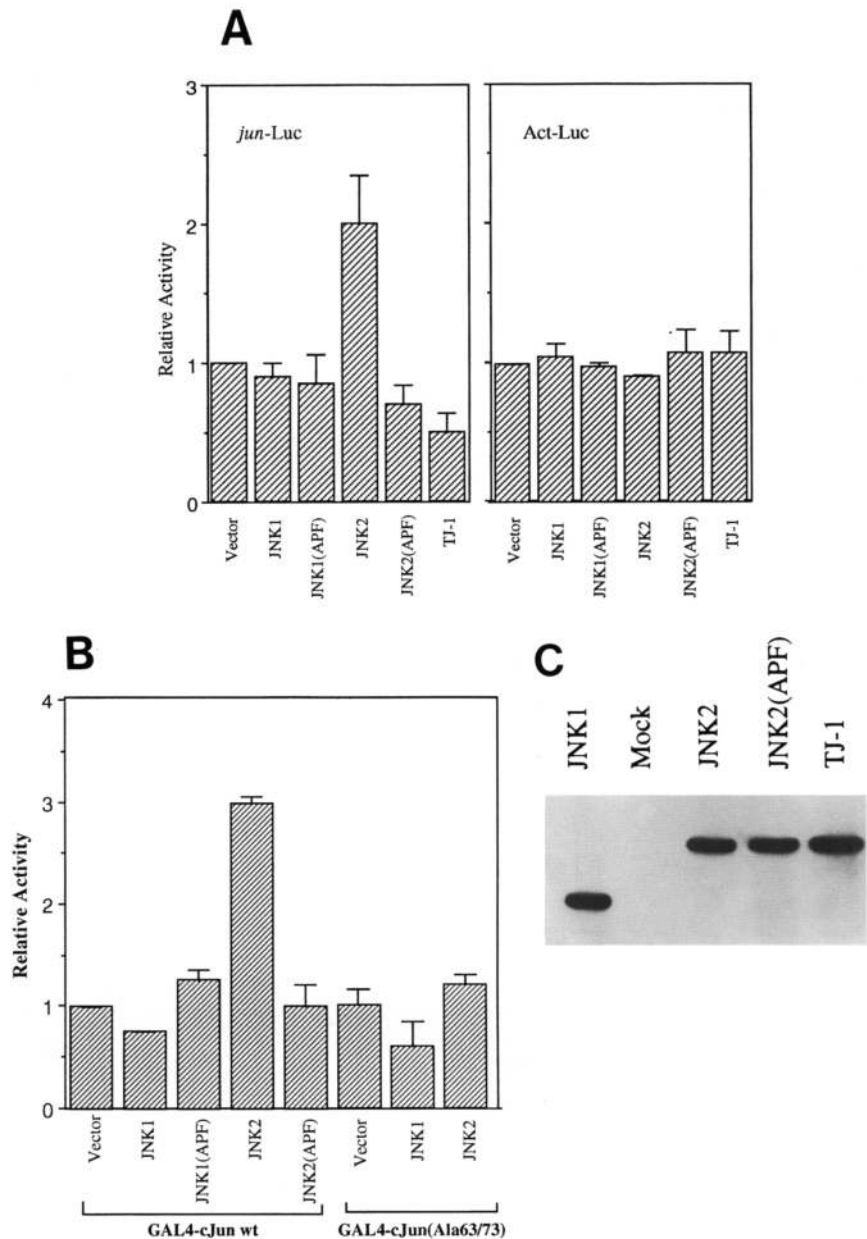 A
jun-Luc
Act-Luc
Relative Activity
3
2
1
0
Vector
JNK1
JNK1(APF)
JNK2
JNK2(APF)
TJ-1
Vector
JNK1
JNK1(APF)
JNK2
JNK2(APF)
TJ-1
B
Relative Activity
4
3
2
1
0
Vector
JNK1
JNK1(APF)
JNK2
JNK2(APF)
Vector
JNK1
JNK2
GAL4-cJun wt
GAL4-cJun(Ala63/73)
C
JNK1
Mock
JNK2
JNK2(APF)
TJ-1